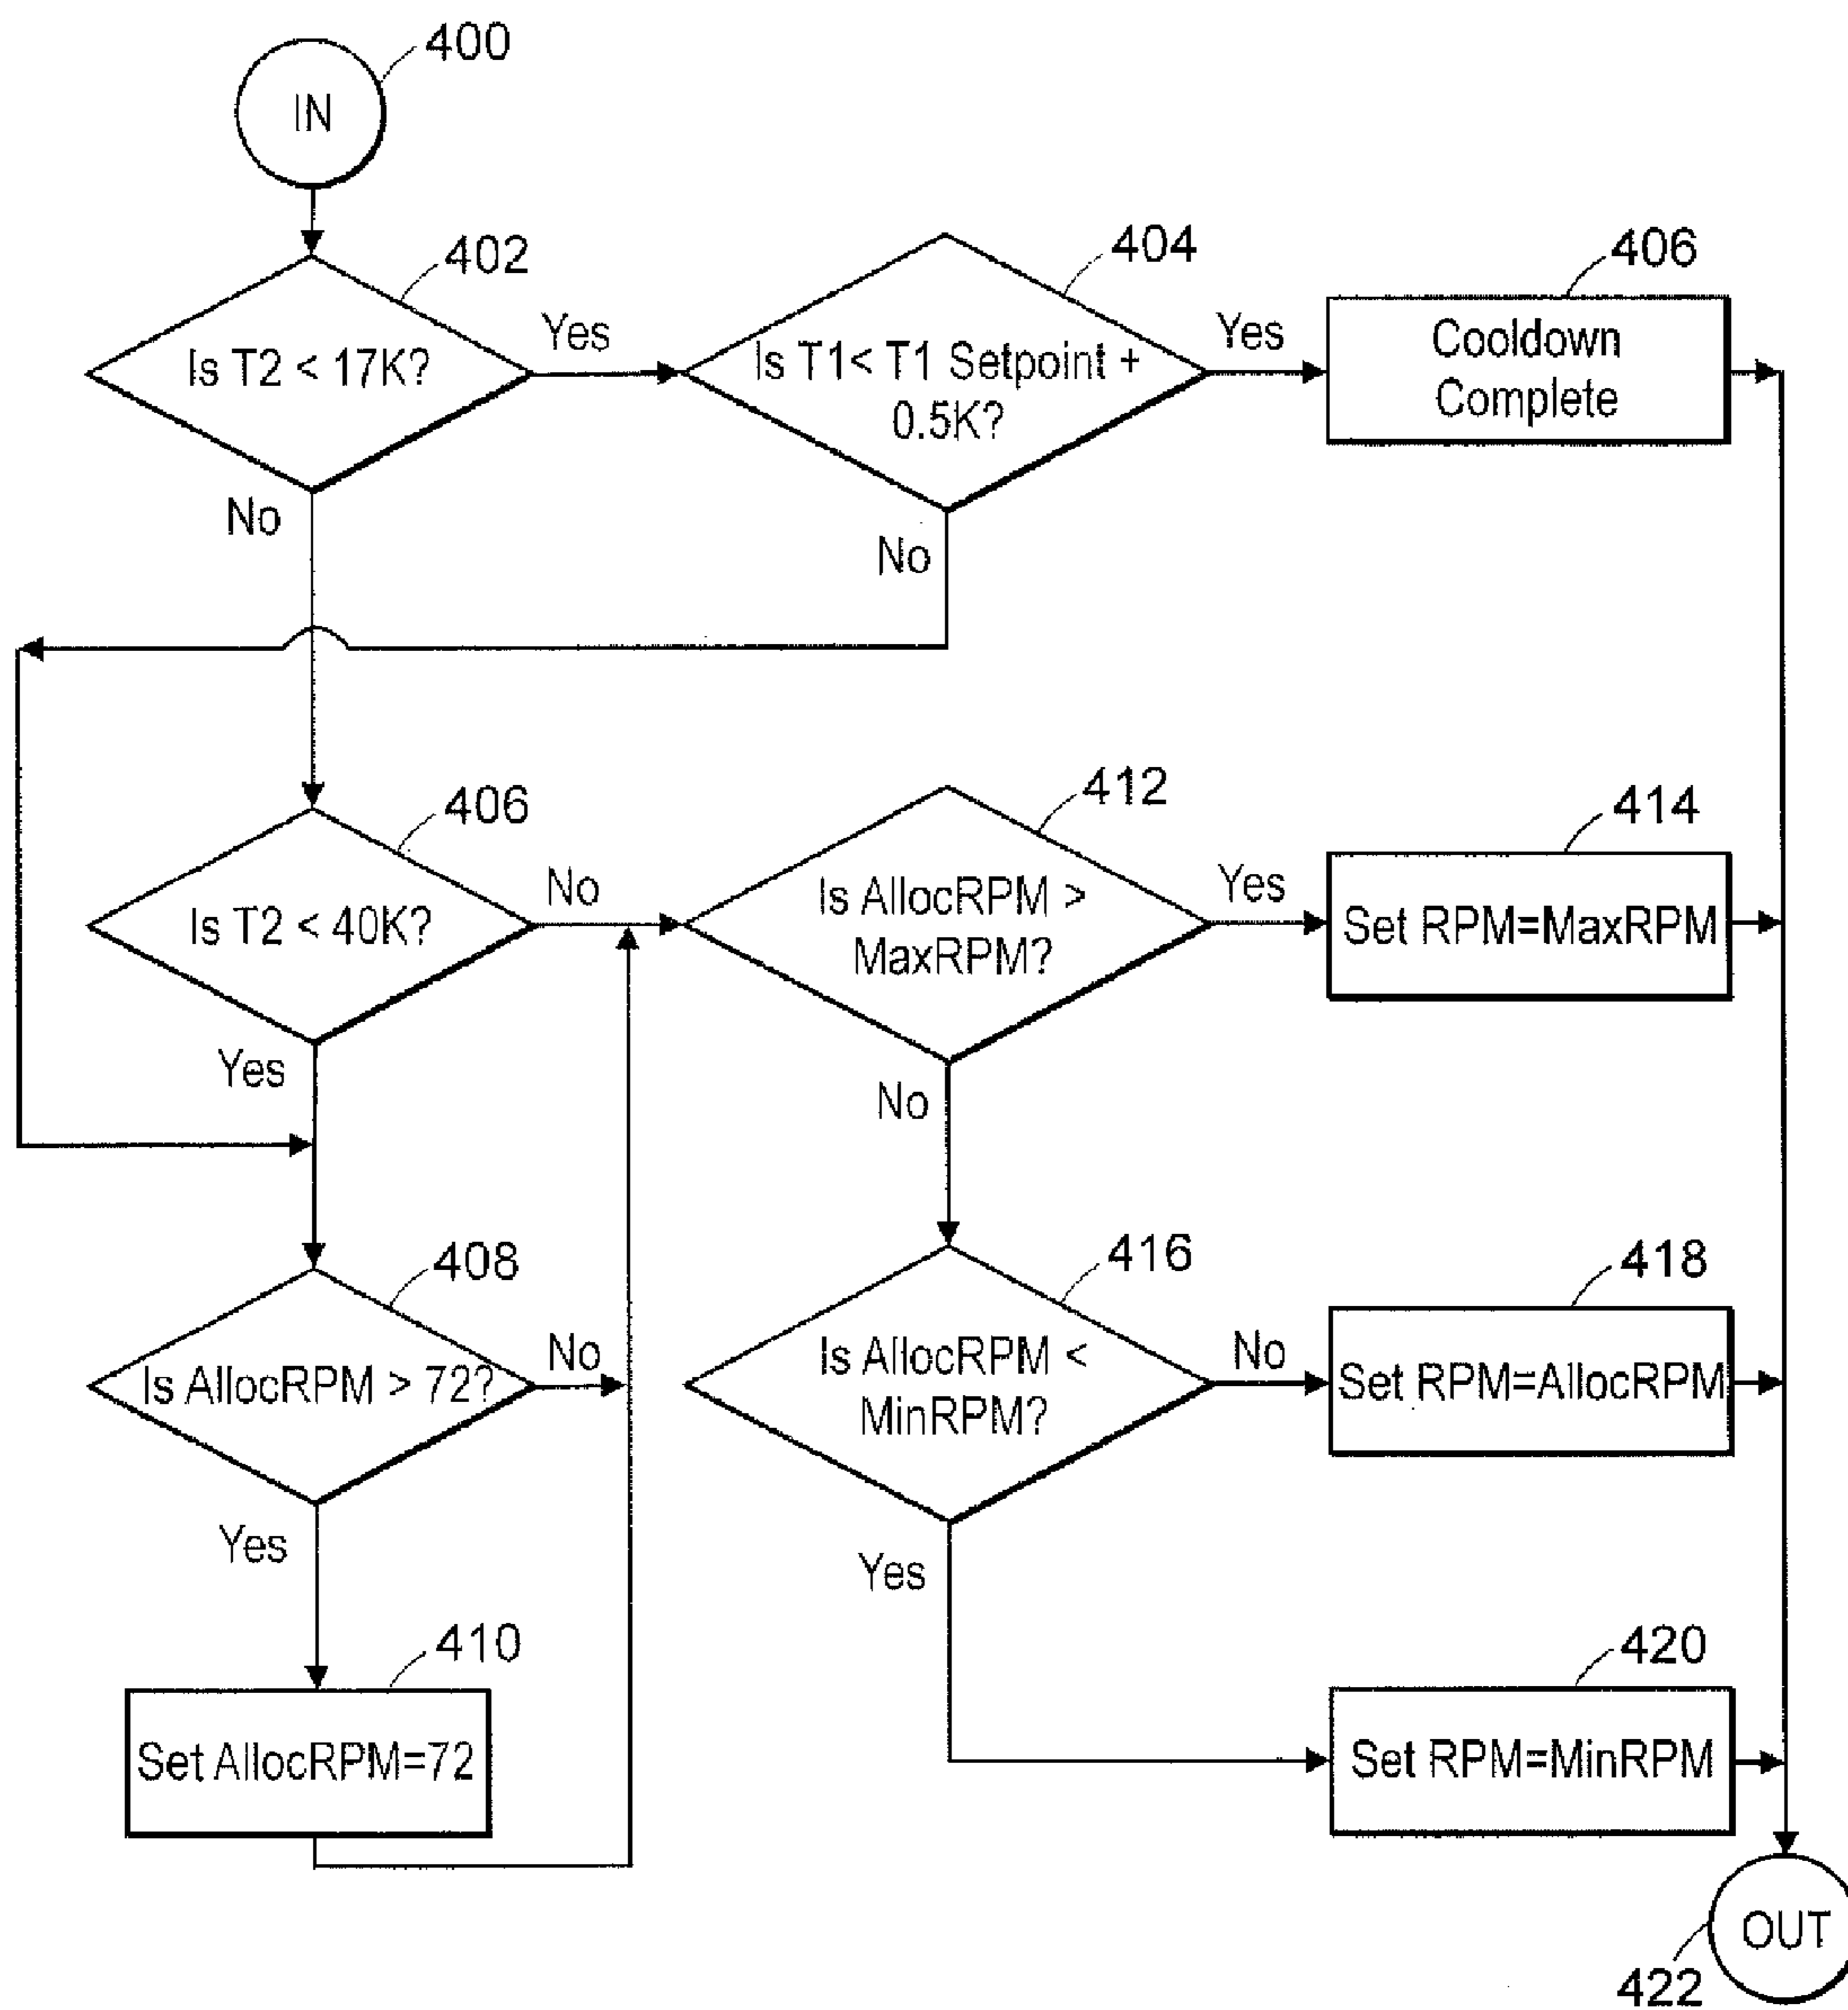 400
IN
402
Is T2 < 17K?
Yes
No
404
Is T1< T1 Setpoint +
0.5K?
Yes
No
406
Cooldown
Complete
406
Is T2 < 40K?
No
Yes
412
Is AllocRPM >
MaxRPM?
Yes
No
414
Set RPM=MaxRPM
408
Is AllocRPM > 72?
No
Yes
416
Is AllocRPM <
MinRPM?
No
Yes
418
Set RPM=AllocRPM
410
Set AllocRPM=72
420
Set RPM=MinRPM
OUT
422